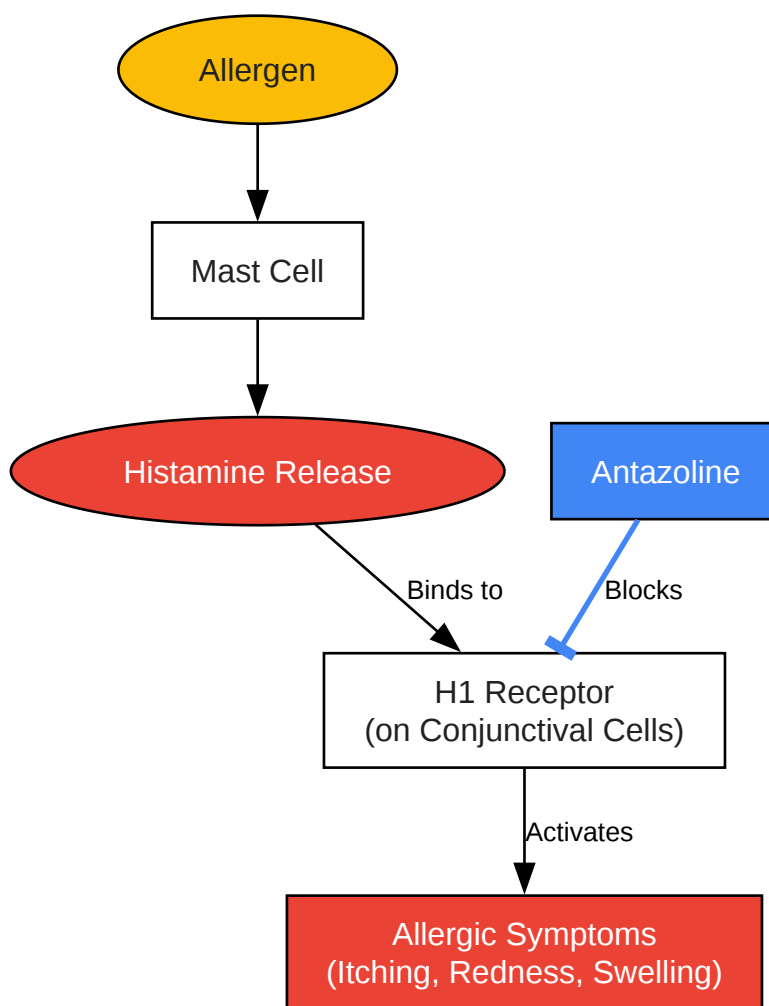 Allergen
Mast Cell
Histamine Release
Antazoline
Binds to
Blocks
H1 Receptor
(on Conjunctival Cells)
Activates
Allergic Symptoms
(Itching, Redness, Swelling)